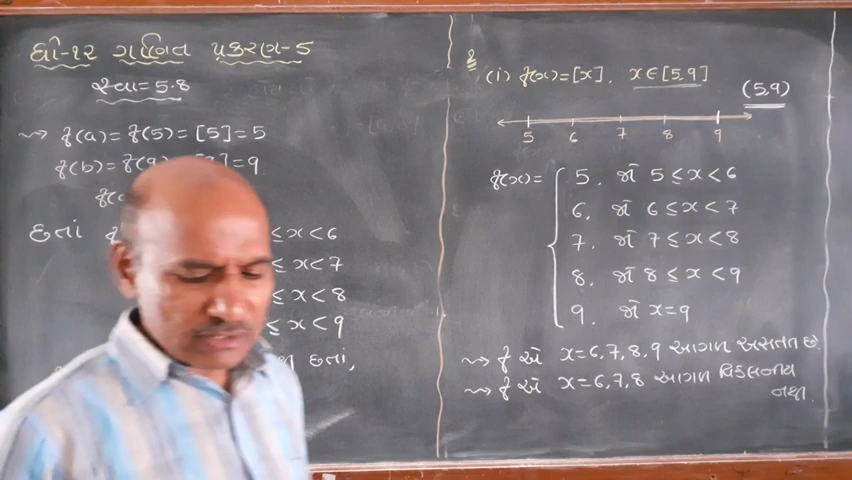 ધો-૧૨ ગણિત પ્રકરણ-5
સ્વા=5.8
f(a)=f(5)=[5]=5
f(b)=f(9)=
=9
છતાં
≤x<6
≤x<7
≤x<8
≤x<9
છતાં,
(i) f(x)=[x], x∈[5,9]
(5,9)
5 6 7 8 9
f(x)= { 5, જો 5≤x<6
6, જો 6≤x<7
7, જો 7≤x<8
8, જો 8≤x<9
9, જો x=9
f એ x=6,7,8,9 આગળ અસતત છે.
f એ x=6,7,8 આગળ વિકલનીય
નથી.